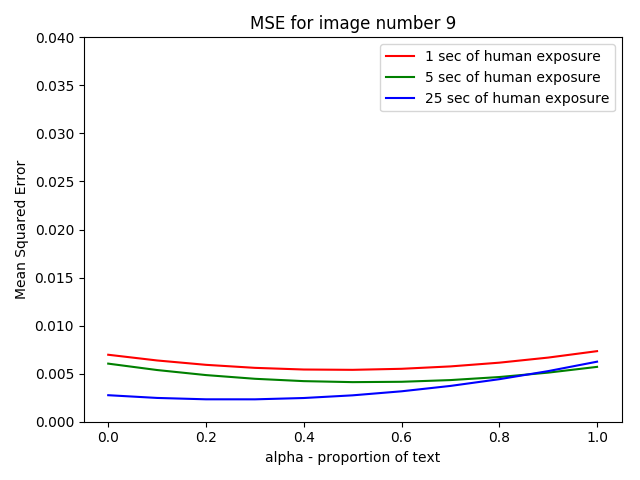 MSE for image number 9
1 sec of human exposure
5 sec of human exposure
25 sec of human exposure
Mean Squared Error
0.040
0.035
0.030
0.025
0.020
0.015
0.010
0.005
0.000
0.0 0.2 0.4 0.6 0.8 1.0
alpha - proportion of text